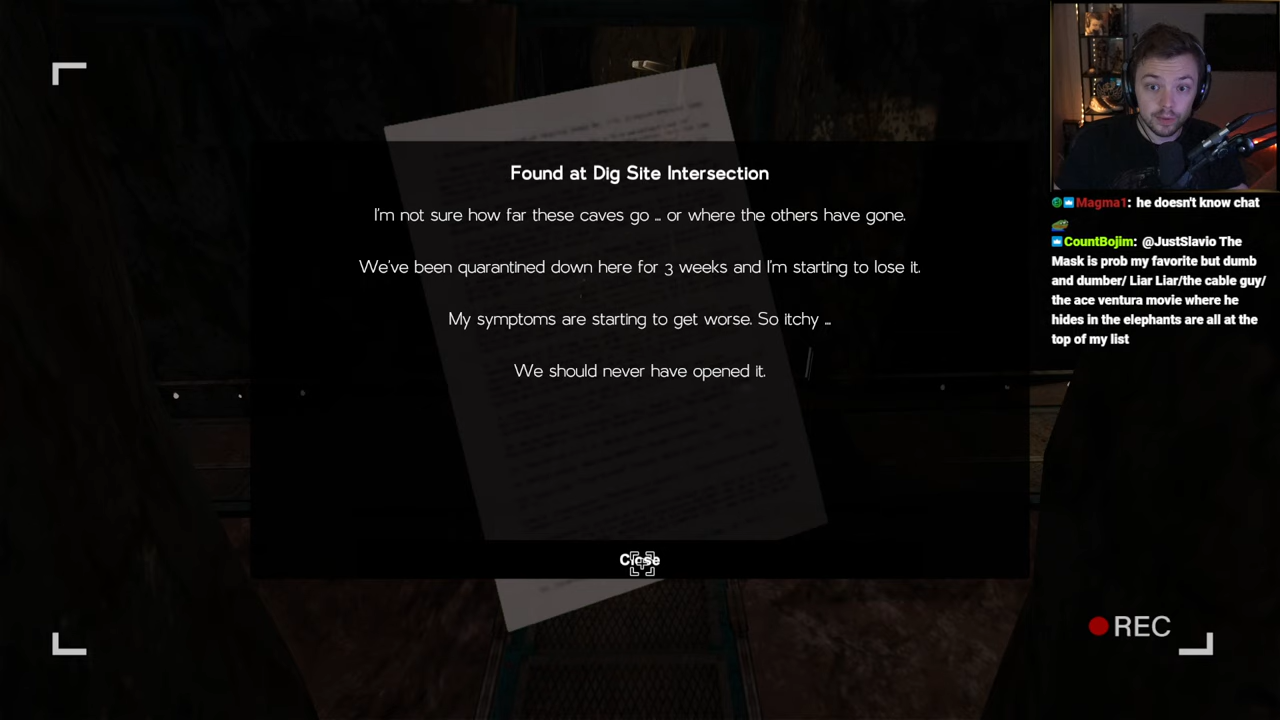 Found at Dig Site Intersection
I'm not sure how far these caves go ... or where the others have gone.
We've been quarantined down here for 3 weeks and I'm starting to lose it.
My symptoms are starting to get worse. So itchy ...
We should never have opened it.
Close
REC
Magma1: he doesn't know chat
CountBojim: @JustSlavio The
Mask is prob my favorite but dumb
and dumber/ Liar Liar/the cable guy/
the ace ventura movie where he
hides in the elephants are all at the
top of my list